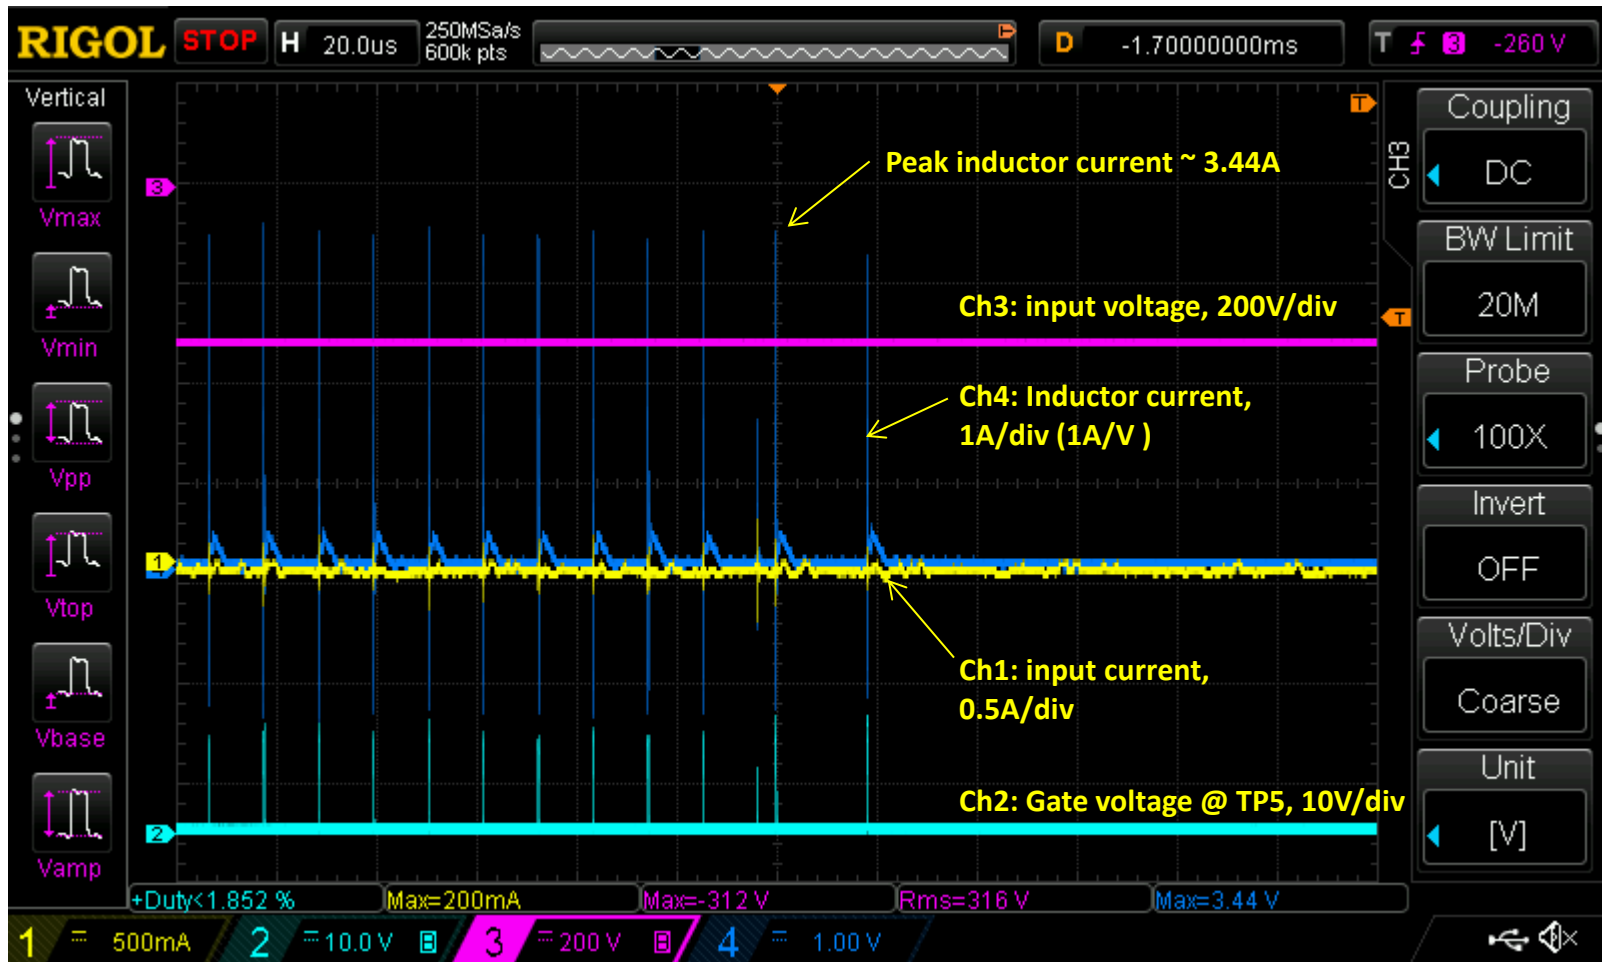 RIGOL STOP H 20.0us 250MSa/s D -1.70000000ms T 3 -260 V
600k pts
Vertical
Vmax
Vmin
Vpp
Vtop
Vbase
Vamp
T
3
Peak inductor current ~ 3.44A
Ch3: input voltage, 200V/div
T
Ch4: Inductor current,
1A/div (1A/V )
1
Ch1: input current,
0.5A/div
Ch2: Gate voltage @ TP5, 10V/div
2
CH3
Coupling
DC
BW Limit
20M
Probe
100X
Invert
OFF
Volts/Div
Coarse
Unit
[V]
+Duty<1.852 % Max=200mA Max=-312 V Rms=316 V Max=3.44 V
1 500mA 2 10.0 V B 3 200 V B 4 1.00 V